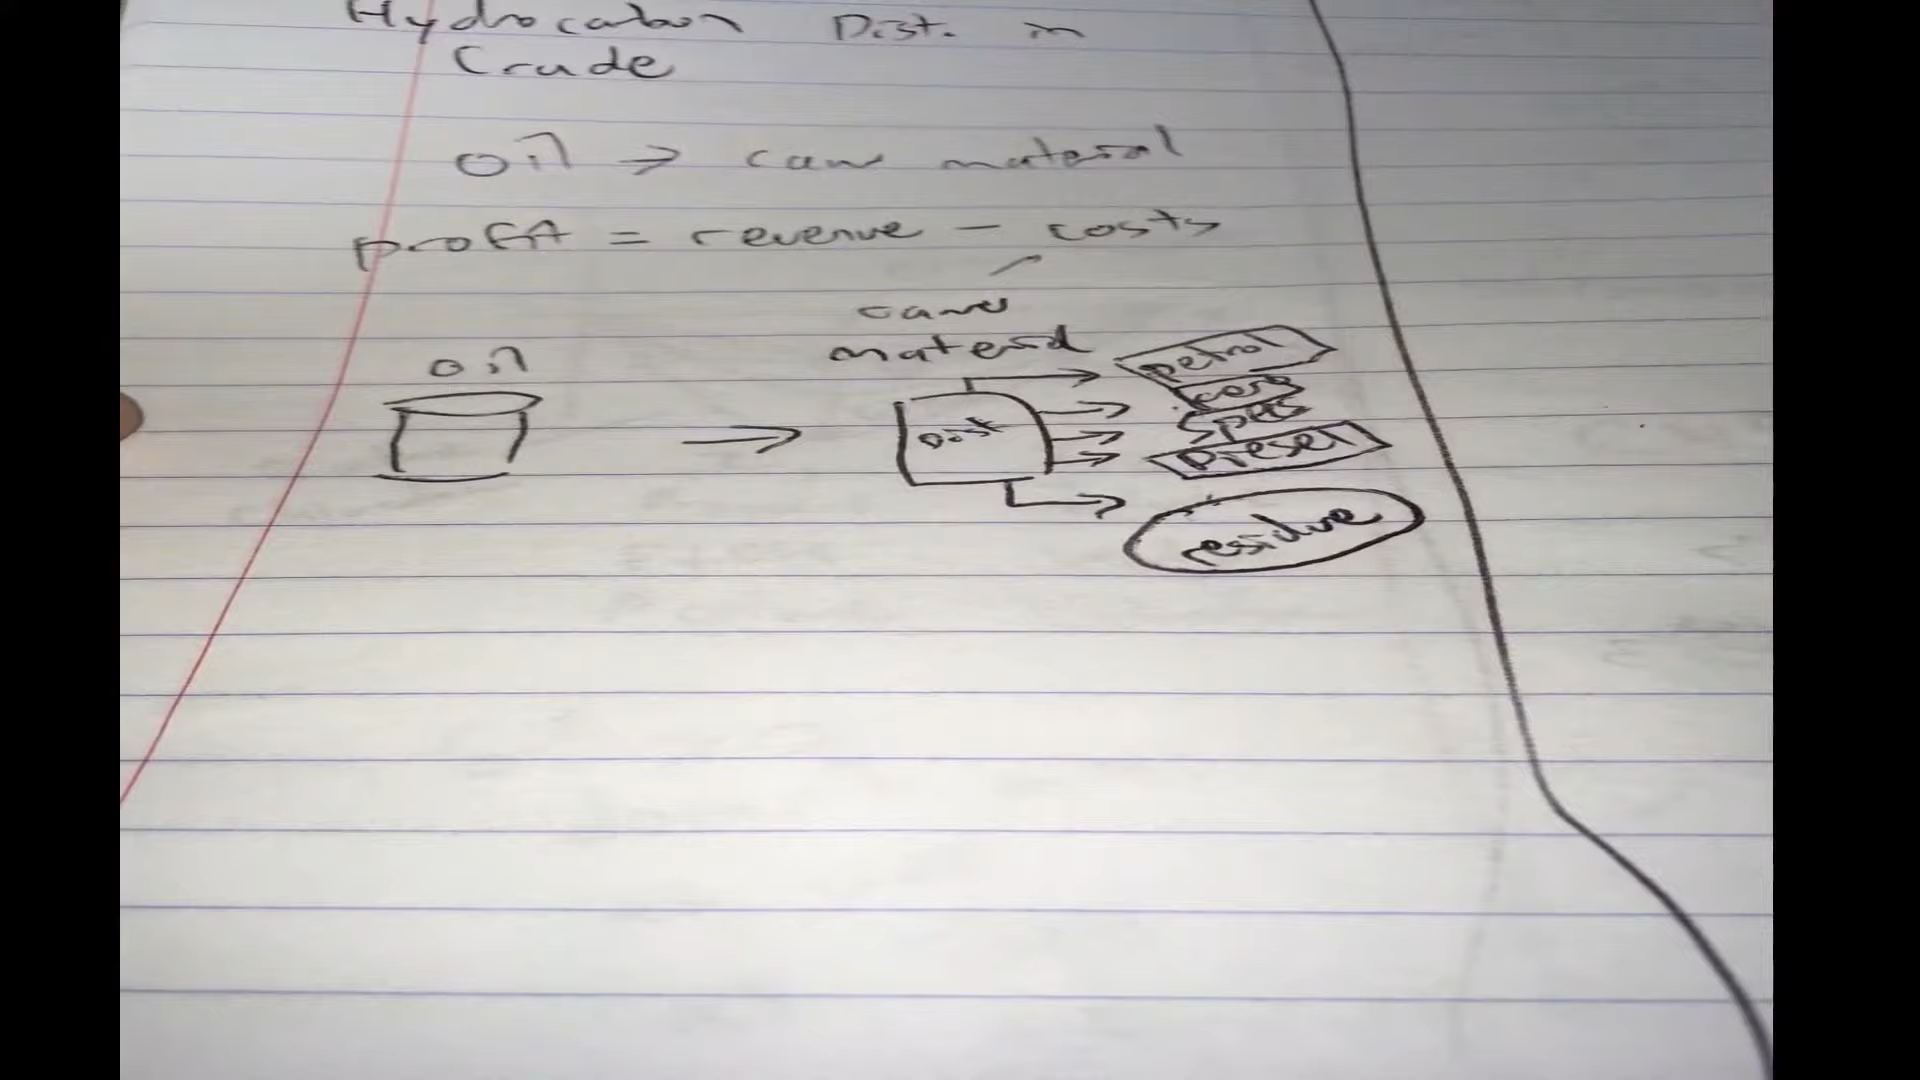 Hydrocarbon Dist. in
Crude
oil → raw material
profit = revenue - costs
raw
material
oil
Dist
petrol
kero
Diesel
residue